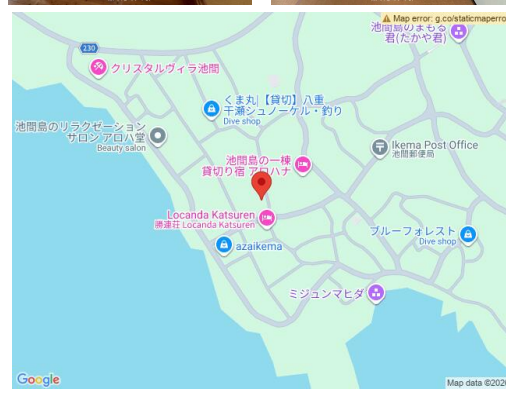 Map error: g.co/staticmaperro
池間島のまもる
君(たかや君)
230
クリスタルヴィラ池間
くま丸|【貸切】八重
干瀬シュノーケル・釣り
Dive shop
池間島のリラクゼーション
サロン アロハ堂
Beauty salon
Ikema Post Office
池間郵便局
池間島の一棟
貸切り宿 アロハナ
Locanda Katsuren
勝連荘 Locanda Katsuren
ブルーフォレスト
Dive shop
azaikema
ミジュンマヒダ
Google
Map data ©2026